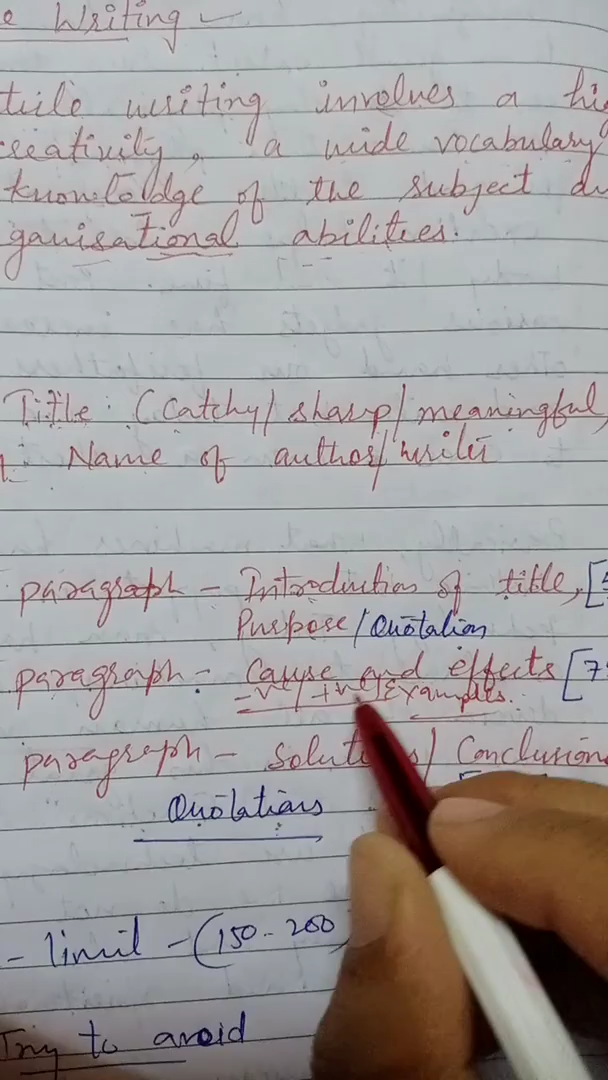 e Writing
ticle writing involves a hig
creativity, a wide vocabulary
knowledge of the subject
ganisational abilities.
Title: (Catchy/sharp/meaningful,
Name of author/writer
paragraph - Introduction of title, [
Purpose/Quotation
paragraph - Cause and effects [7
-ve/+ve/Examples.
paragraph - / Conclusion
Quotations
- limit - (150-200
Try to avoid